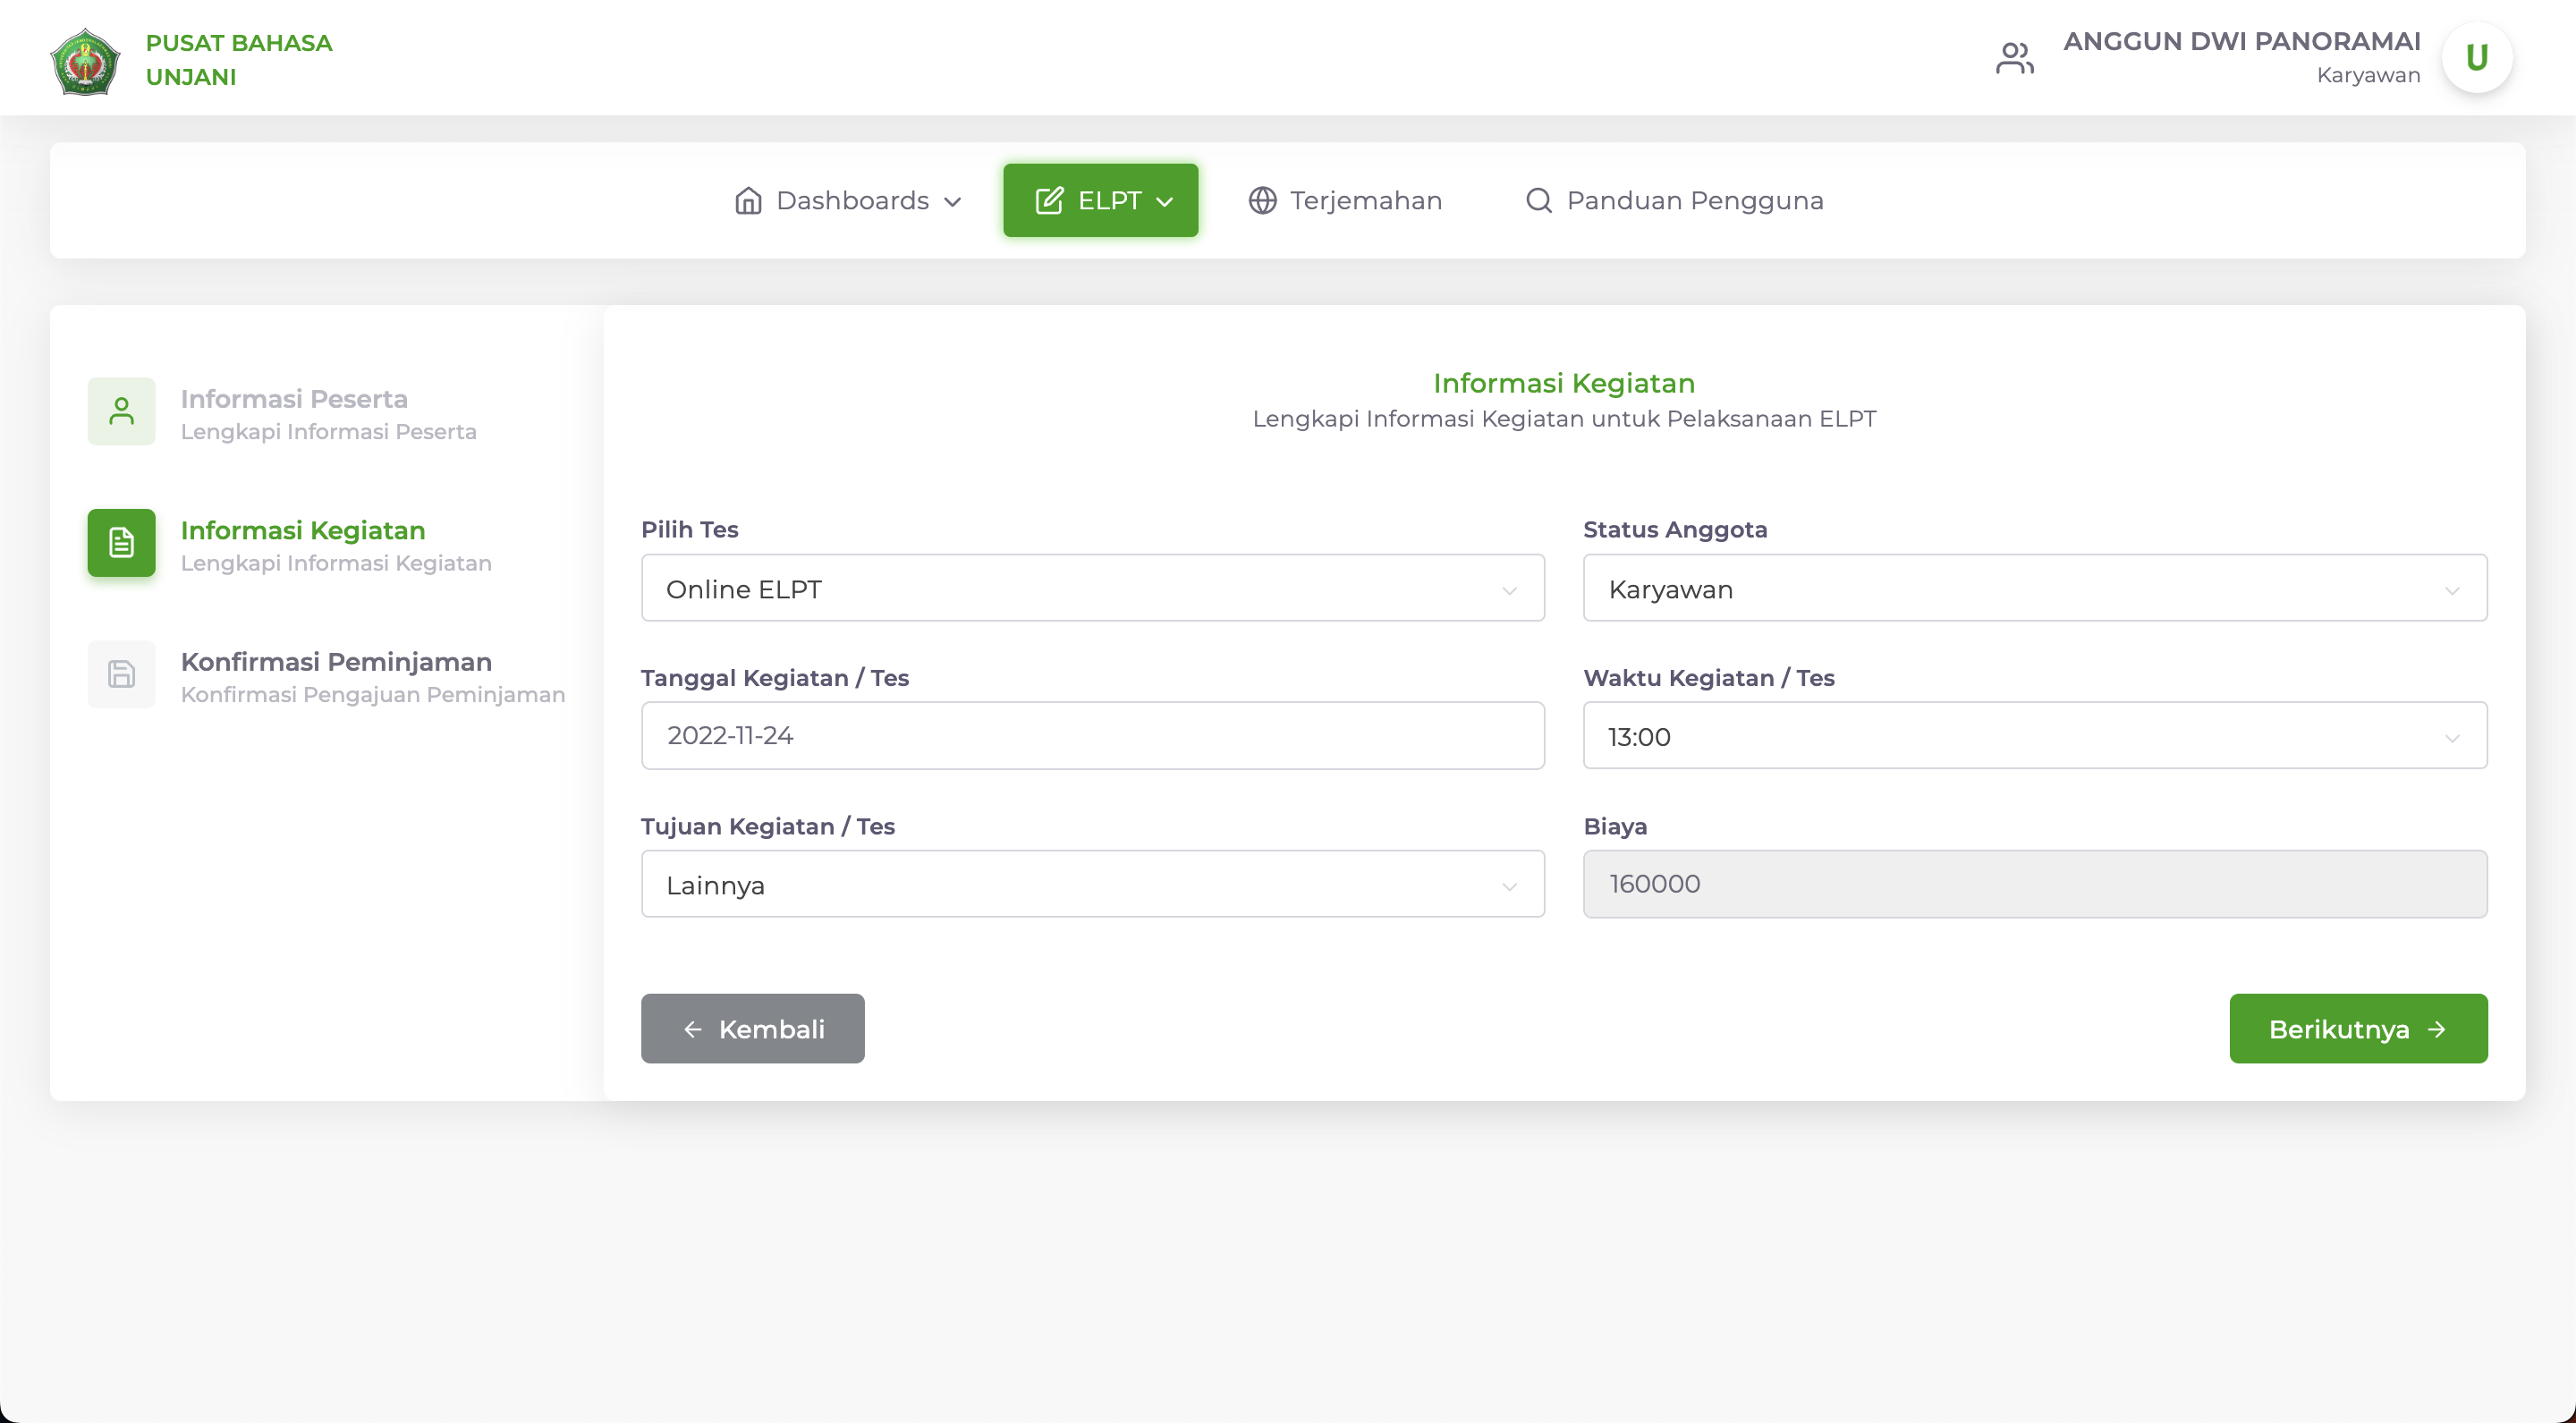 PUSAT BAHASA
UNJANI
ANGGUN DWI PANORAMAI
Karyawan
U
Dashboards
ELPT
Terjemahan
Panduan Pengguna
Informasi Peserta
Lengkapi Informasi Peserta
Informasi Kegiatan
Lengkapi Informasi Kegiatan
Konfirmasi Peminjaman
Konfirmasi Pengajuan Peminjaman
Informasi Kegiatan
Lengkapi Informasi Kegiatan untuk Pelaksanaan ELPT
Pilih Tes
Online ELPT
Status Anggota
Karyawan
Tanggal Kegiatan / Tes
2022-11-24
Waktu Kegiatan / Tes
13:00
Tujuan Kegiatan / Tes
Lainnya
Biaya
160000
Kembali
Berikutnya